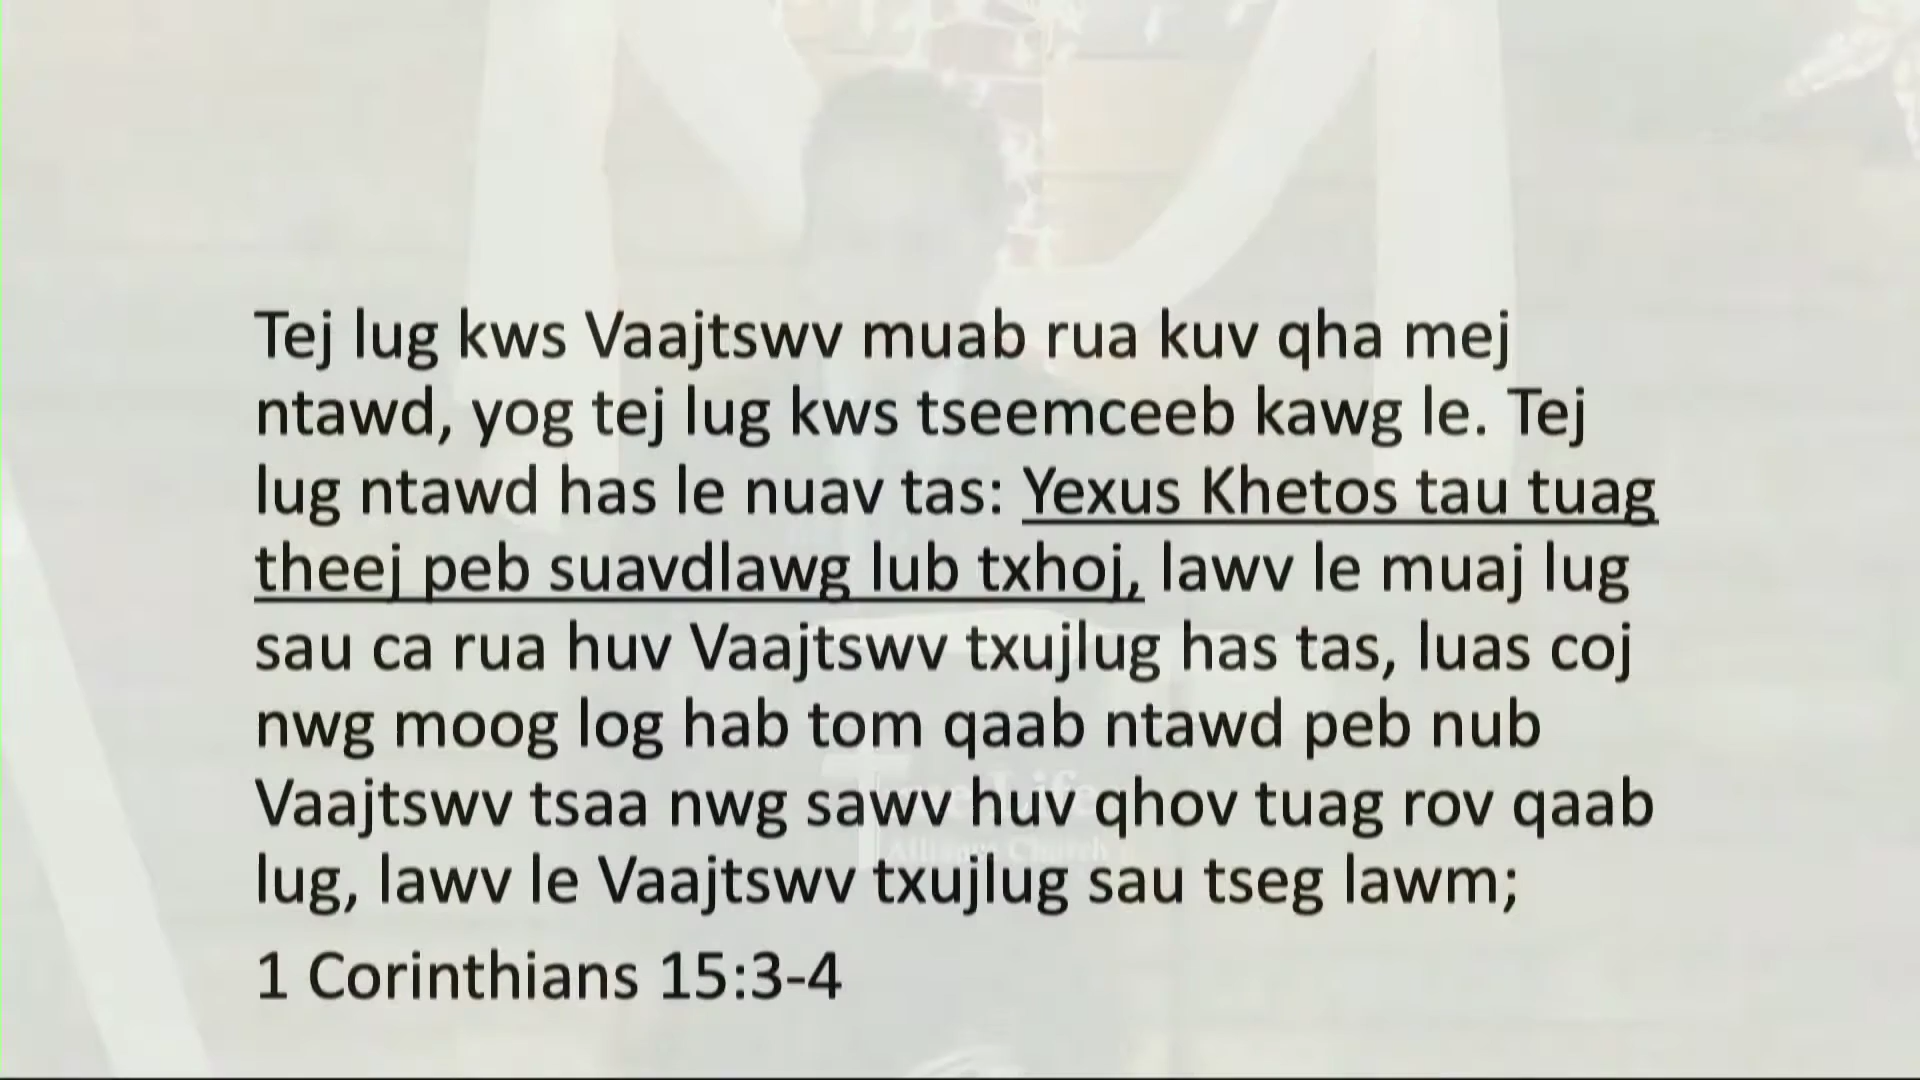 Tej lug kws Vaajtswv muab rua kuv qha mej
ntawd, yog tej lug kws tseemceeb kawg le. Tej
lug ntawd has le nuav tas: Yexus Khetos tau tuag
theej peb suavdlawg lub txhoj, lawv le muaj lug
sau ca rua huv Vaajtswv txujlug has tas, luas coj
nwg moog log hab tom qaab ntawd peb nub
Vaajtswv tsaa nwg sawv huv qhov tuag rov qaab
lug, lawv le Vaajtswv txujlug sau tseg lawm;
1 Corinthians 15:3-4
Life
Alliance Church